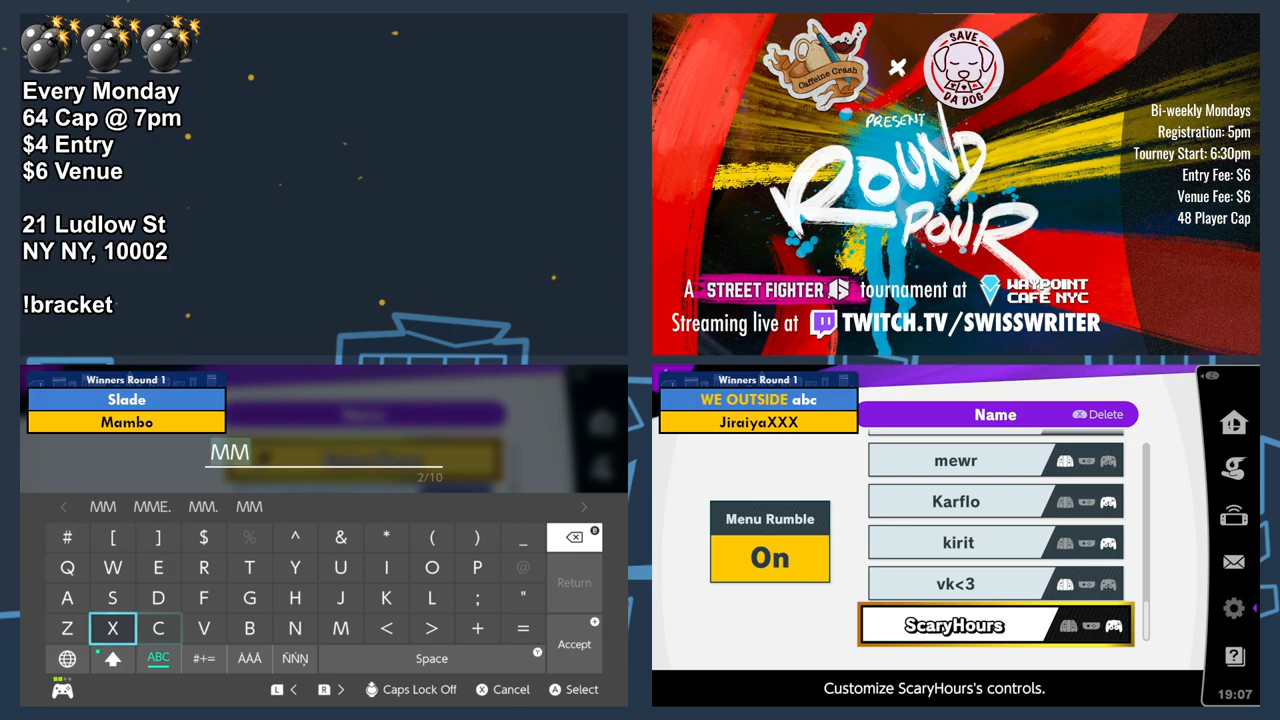 Every Monday
64 Cap @ 7pm
$4 Entry
$6 Venue
21 Ludlow St
NY NY, 10002
!bracket
Caffeine Crash
x
SAVE DA DOG
PRESENT
ROUND
POUR
Bi-weekly Mondays
Registration: 5pm
Tourney Start: 6:30pm
Entry Fee: $6
Venue Fee: $6
48 Player Cap
A STREET FIGHTER 6 tournament at WAYPOINT CAFE NYC
Streaming live at TWITCH.TV/SWISSWRITER
Winners Round 1
Slade
Mambo
MM
2/10
< MM MME. MM. MM >
# [ ] $ % ^ & * ( ) _
Q W E R T Y U I O P @ Return
A S D F G H J K L ; "
Z X C V B N M < > + = Accept
ABC #+= ÀÄÂ ÑŇŅ Space
L < R > Caps Lock Off X Cancel A Select
Winners Round 1
WE OUTSIDE abc
JiraiyaXXX
Name
Delete
mewr
Karflo
kirit
vk<3
ScaryHours
Menu Rumble
On
Customize ScaryHours's controls.
19:07